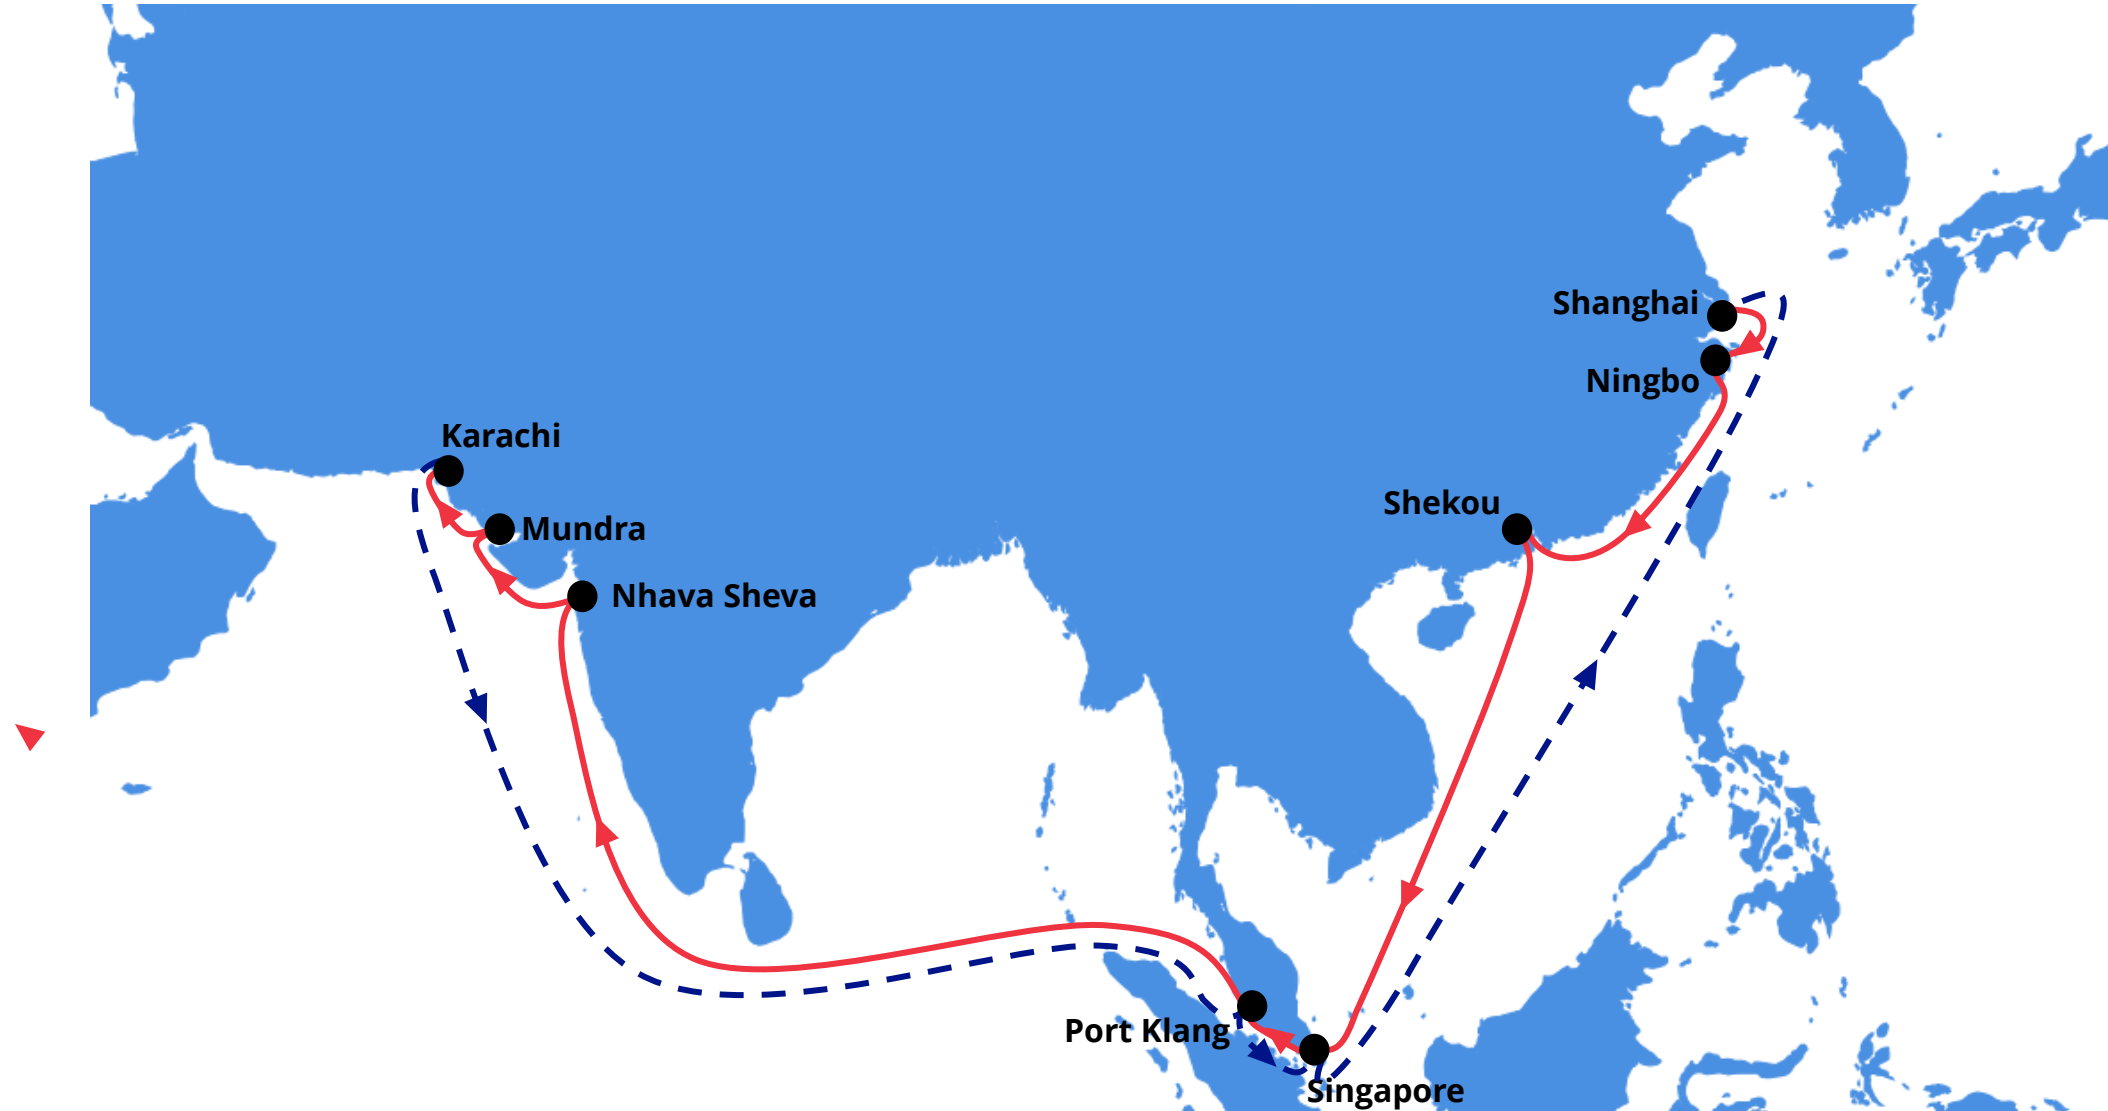 Shanghai
Ningbo
Karachi
Shekou
Mundra
Nhava Sheva
Port Klang
Singapore